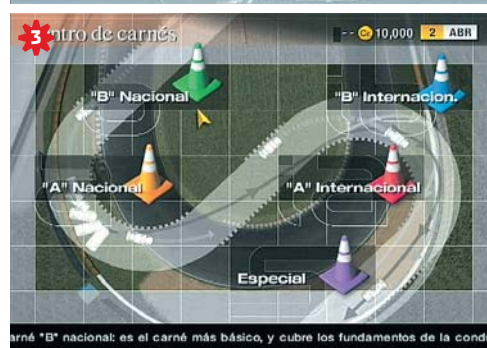 3
ntro de carnés
-- Cr 10,000 2 ABR
"B" Nacional
"B" Internacion.
"A" Nacional
"A" Internacional
Especial
arné "B" nacional: es el carné más básico, y cubre los fundamentos de la cond